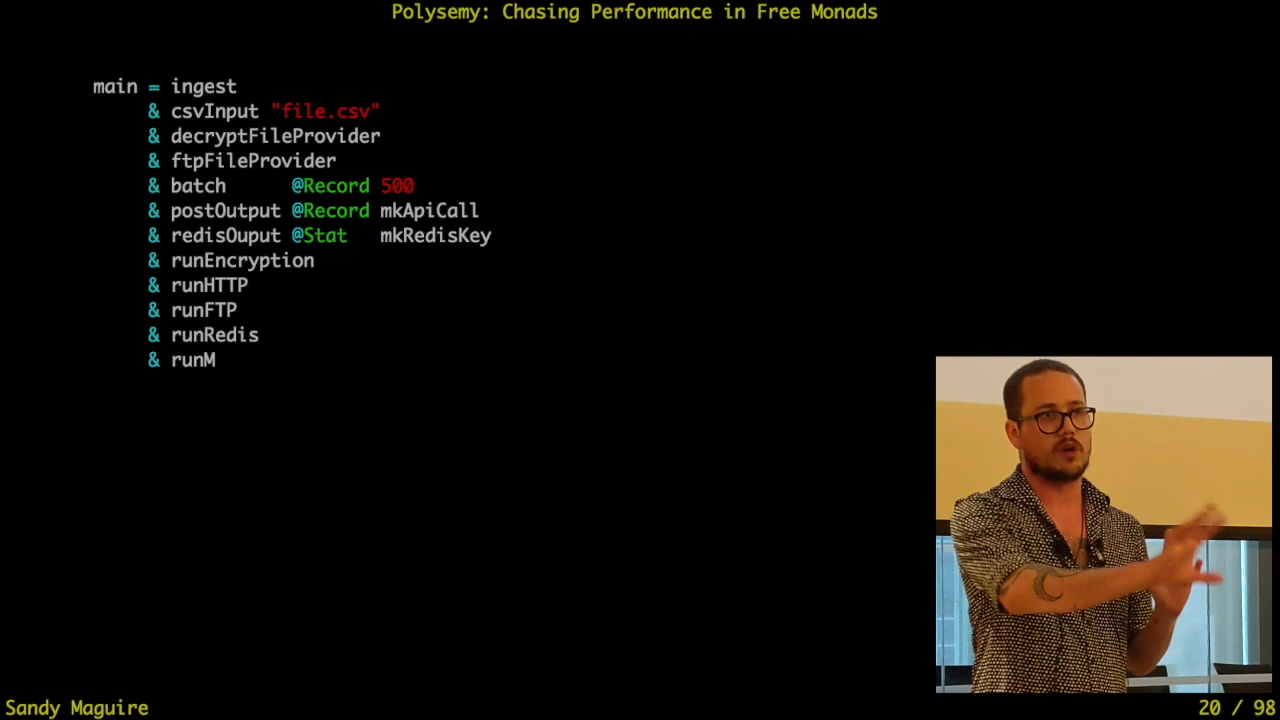 Polysemy: Chasing Performance in Free Monads
main = ingest
& csvInput "file.csv"
& decryptFileProvider
& ftpFileProvider
& batch @Record 500
& postOutput @Record mkApiCall
& redisOuput @Stat mkRedisKey
& runEncryption
& runHTTP
& runFTP
& runRedis
& runM
Sandy Maguire
20 / 98